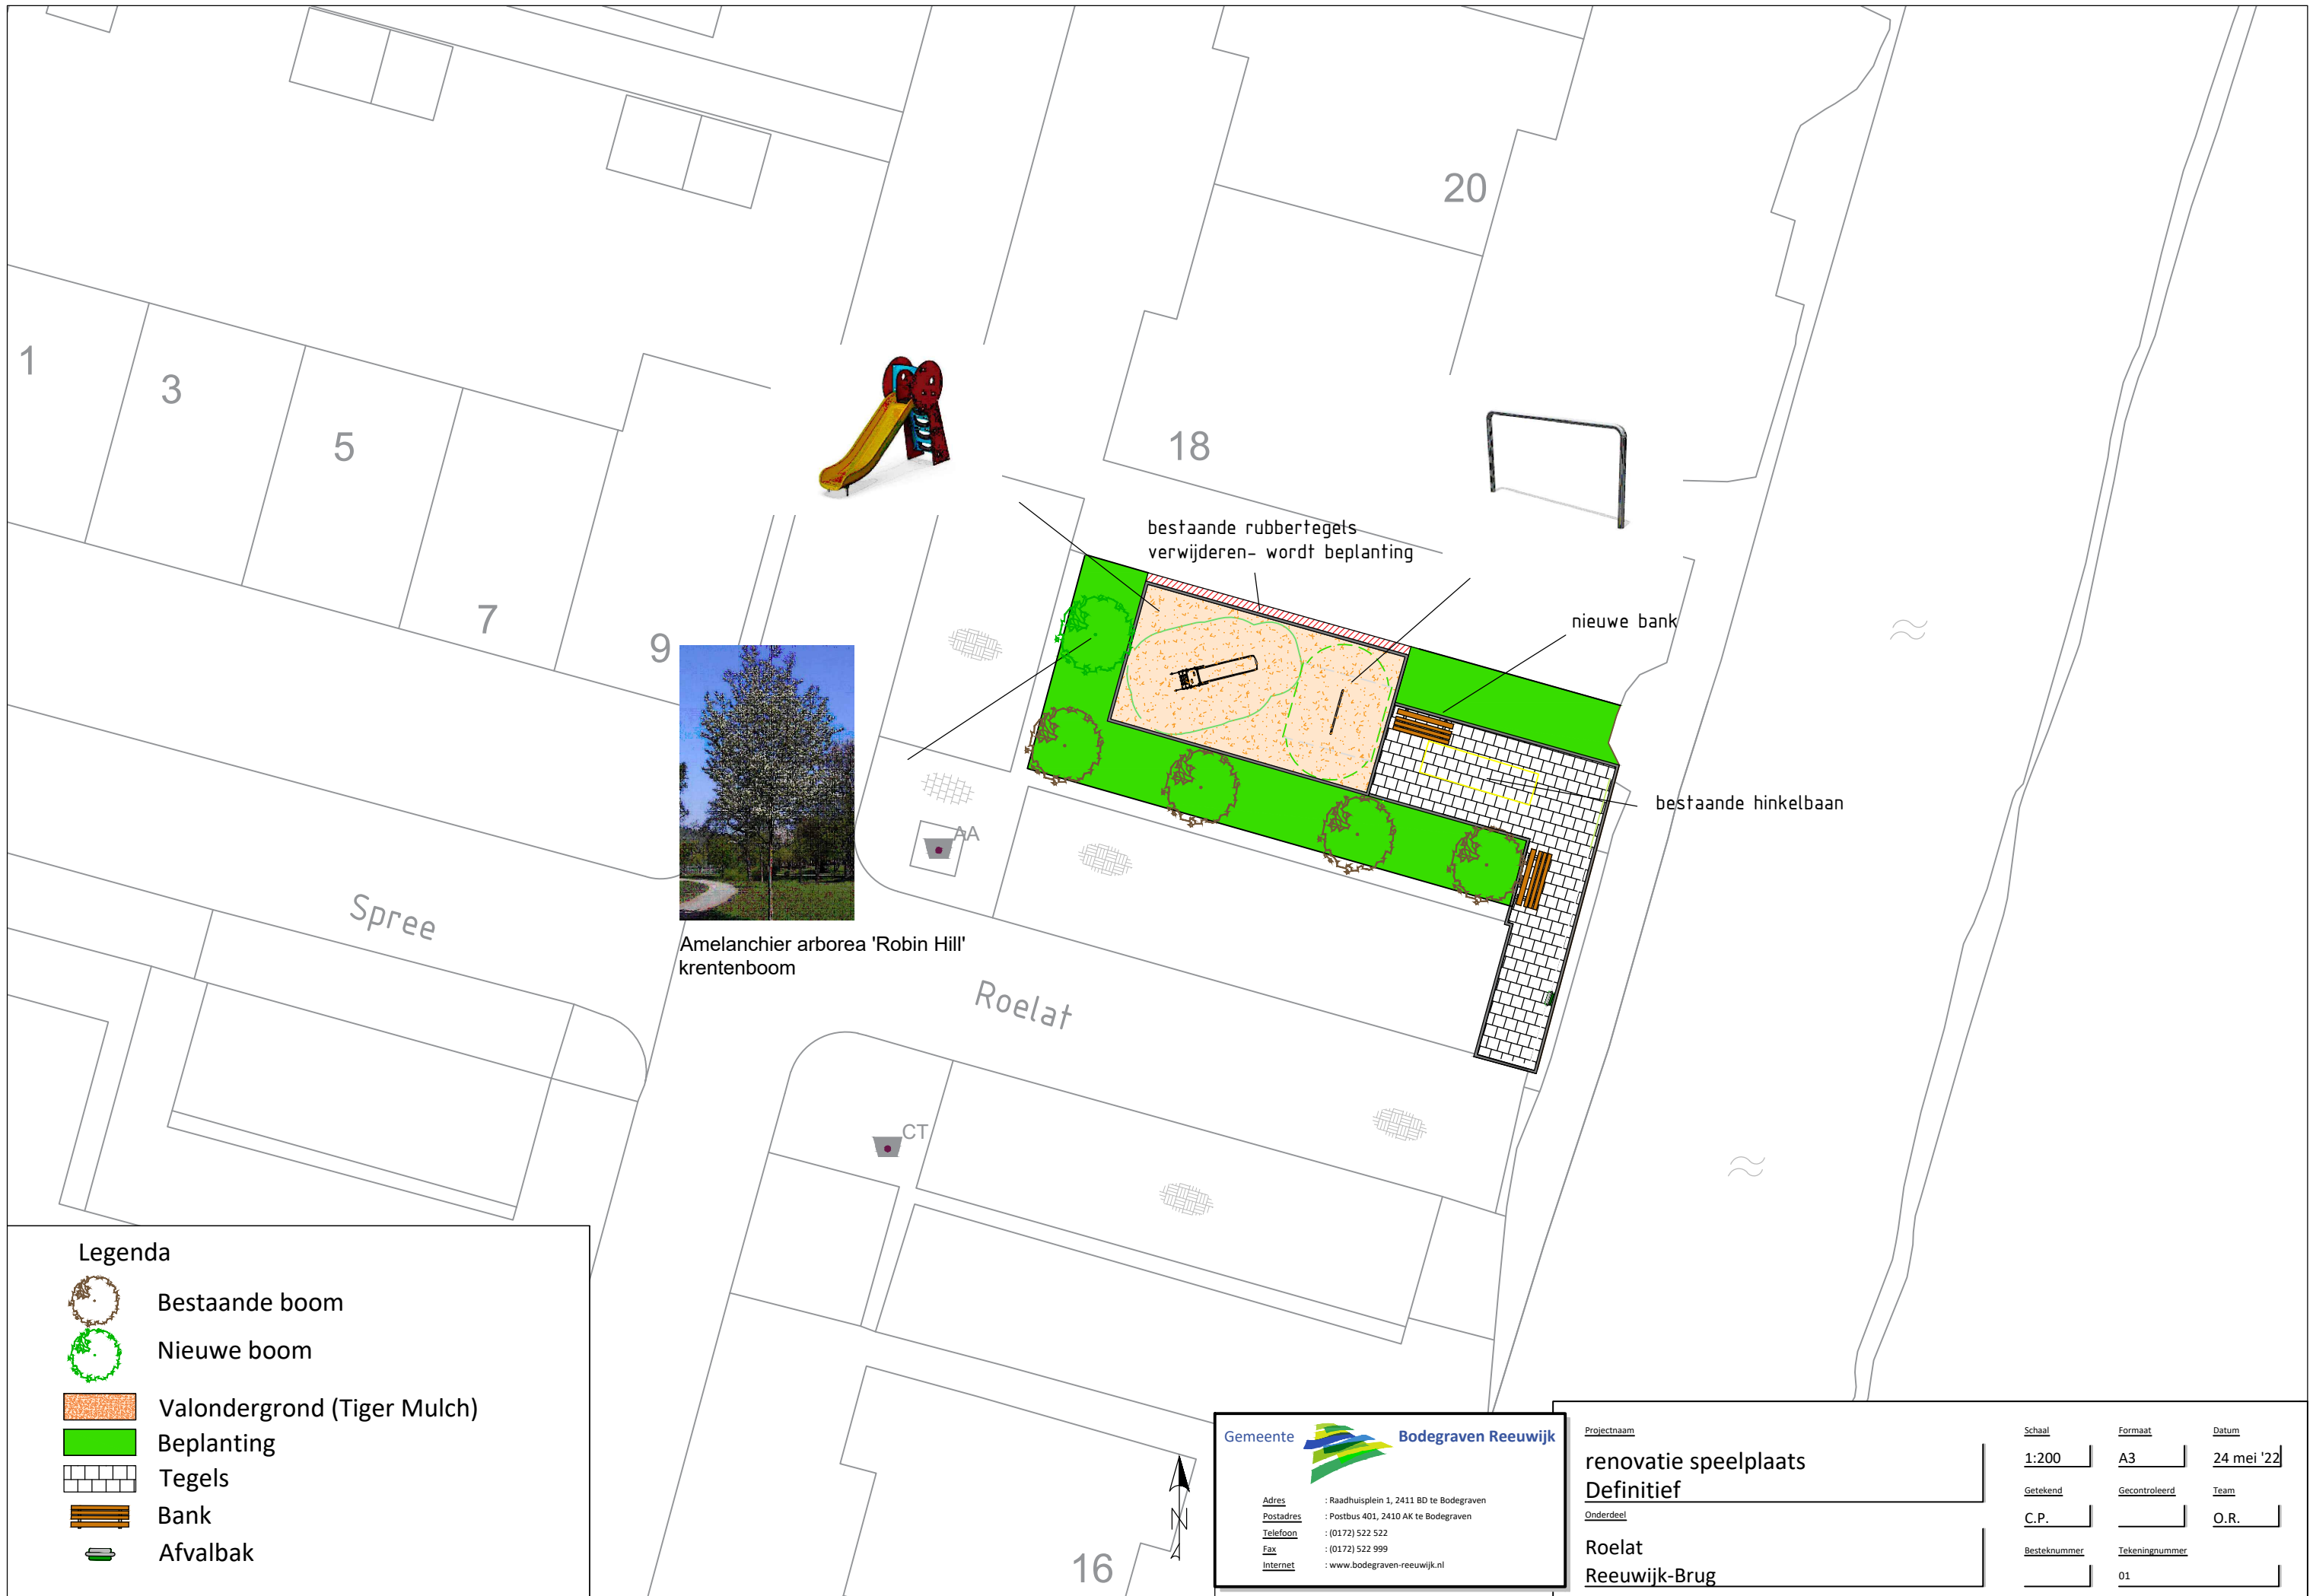 20
1
3
5
7
9
18
bestaande rubbertegels
verwijderen- wordt beplanting
nieuwe bank
bestaande hinkelbaan
AA
Amelanchier arborea 'Robin Hill'
krentenboom
Spree
Roelat
CT
16
N
Legenda
Bestaande boom
Nieuwe boom
Valondergrond (Tiger Mulch)
Beplanting
Tegels
Bank
Afvalbak
Gemeente Bodegraven Reeuwijk
Adres : Raadhuisplein 1, 2411 BD te Bodegraven
Postadres : Postbus 401, 2410 AK te Bodegraven
Telefoon : (0172) 522 522
Fax : (0172) 522 999
Internet : www.bodegraven-reeuwijk.nl
Projectnaam
renovatie speelplaats
Definitief
Onderdeel
Roelat
Reeuwijk-Brug
Schaal Formaat Datum
1:200 A3 24 mei '22
Getekend Gecontroleerd Team
C.P. O.R.
Besteknummer Tekeningnummer
01